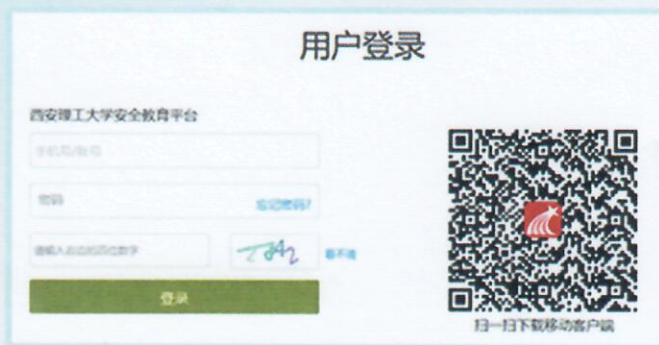 用户登录
西安理工大学安全教育平台
手机号/账号
密码
忘记密码?
请输入右边的四位数字
看不清
登录
扫一扫下载移动客户端